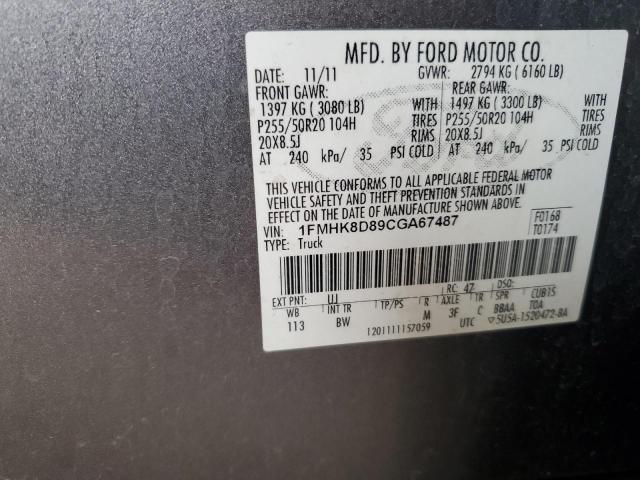 MFD. BY FORD MOTOR CO.
DATE: 11/11 GVWR: 2794 KG ( 6160 LB)
FRONT GAWR: REAR GAWR:
1397 KG ( 3080 LB) WITH 1497 KG ( 3300 LB) WITH
P255/50R20 104H TIRES P255/50R20 104H TIRES
20X8.5J RIMS 20X8.5J RIMS
AT 240 kPa/ 35 PSI COLD AT 240 kPa/ 35 PSI COLD
THIS VEHICLE CONFORMS TO ALL APPLICABLE FEDERAL MOTOR
VEHICLE SAFETY AND THEFT PREVENTION STANDARDS IN
EFFECT ON THE DATE OF MANUFACTURE SHOWN ABOVE.
VIN: 1FMHK8D89CGA67487 F0168
TYPE: Truck T0174
EXT PNT: UJ RC: 47 DSO:
WB INT TR TP/PS R AXLE TR SPR CUBIS
113 BW M 3F C BBAA TOA
1201111157059 UTC ▽5U5A-1520472-BA
Ford